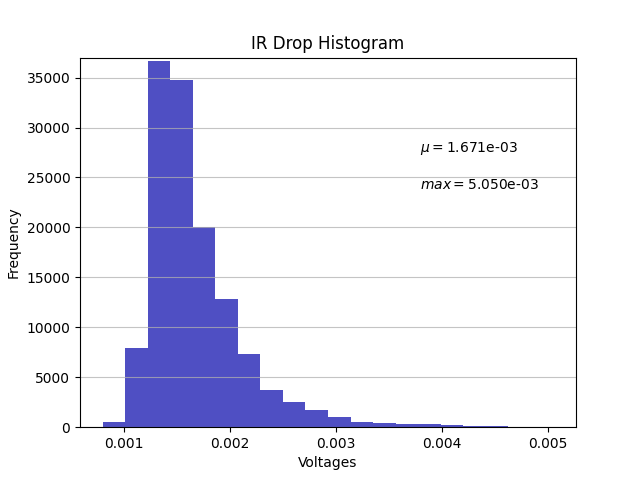 IR Drop Histogram
35000
30000
25000
20000
15000
10000
5000
0
Frequency
μ = 1.671e-03
max = 5.050e-03
0.001 0.002 0.003 0.004 0.005
Voltages